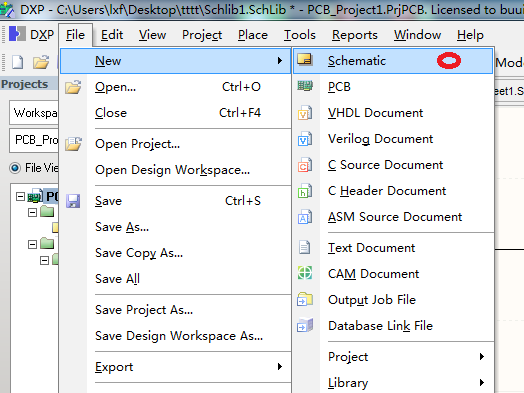 DXP - C:\Users\lxf\Desktop\tttt\Schlib1.SchLib * - PCB_Project1.PrjPCB. Licensed to buui
DXP File Edit View Project Place Tools Reports Window Help
Projects
Workspa
PCB_Pro
File Vie
New
Open... Ctrl+O
Close Ctrl+F4
Open Project...
Open Design Workspace...
Save Ctrl+S
Save As...
Save Copy As...
Save All
Save Project As...
Save Design Workspace As...
Export
Schematic
PCB
VHDL Document
Verilog Document
C Source Document
C Header Document
ASM Source Document
Text Document
CAM Document
Output Job File
Database Link File
Project
Library
Mode
eet1.S